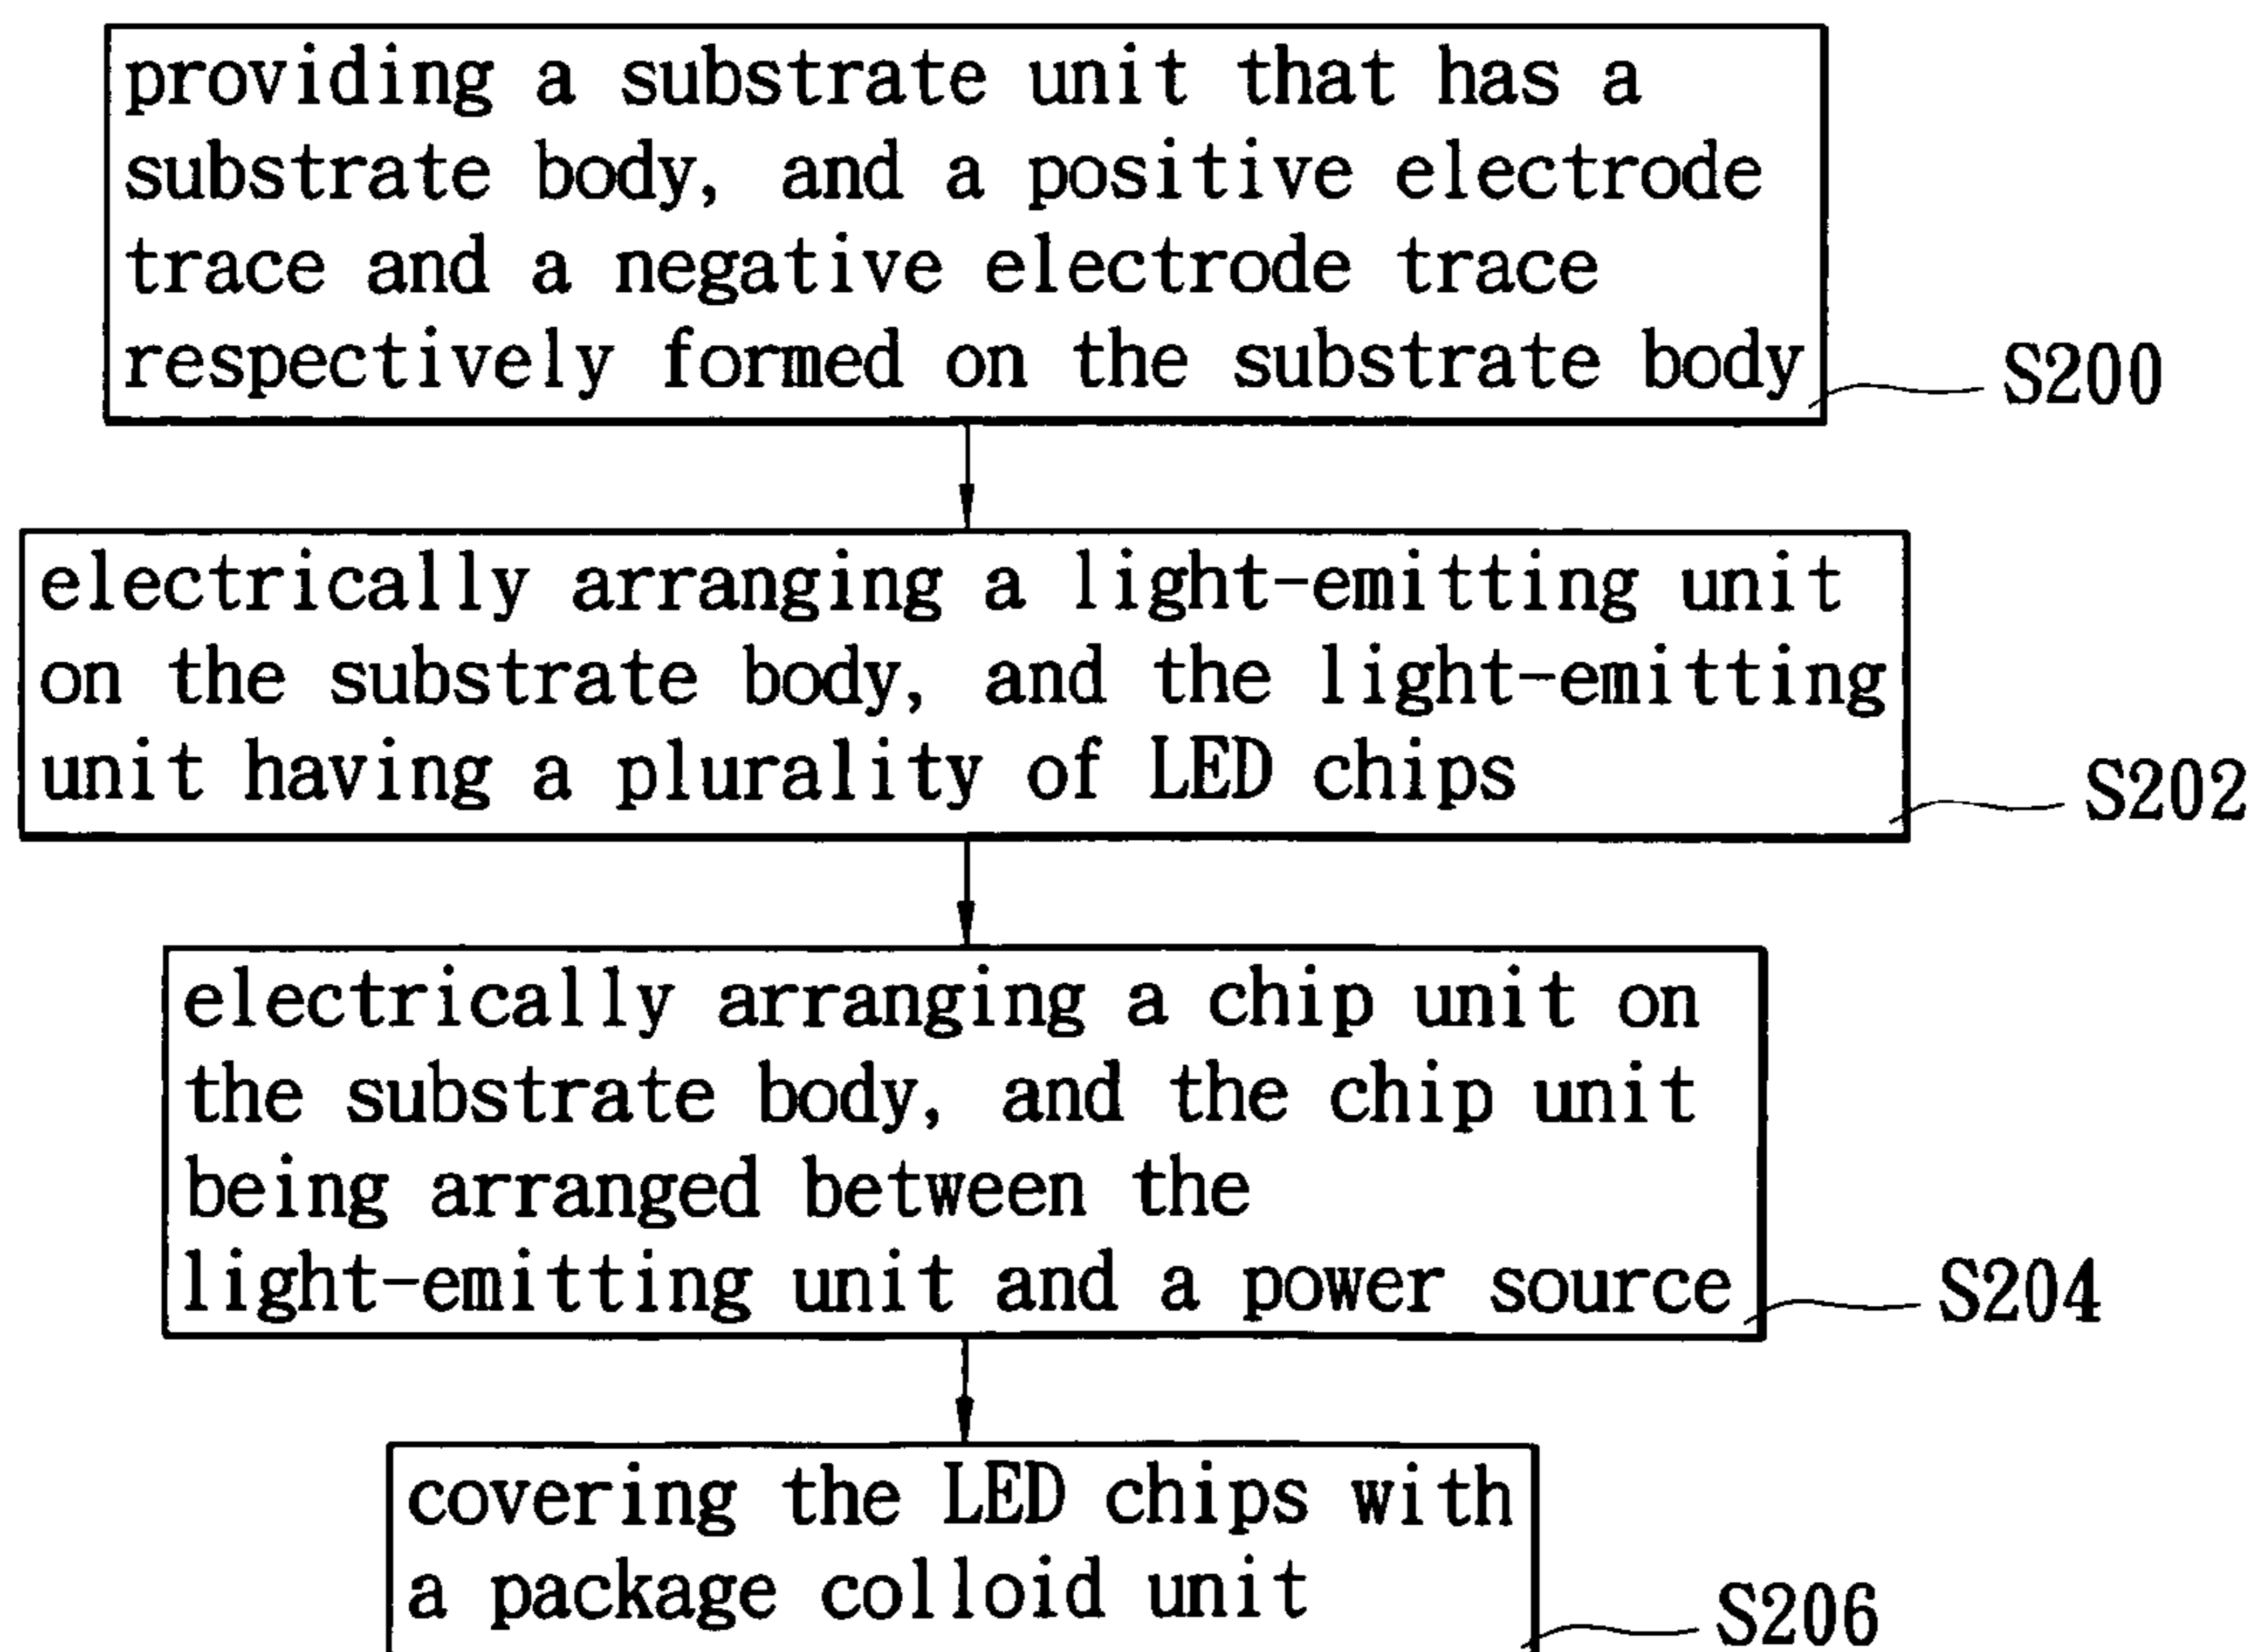 providing a substrate unit that has a
substrate body, and a positive electrode
trace and a negative electrode trace
respectively formed on the substrate body
S200
electrically arranging a light-emitting unit
on the substrate body, and the light-emitting
unit having a plurality of LED chips
S202
electrically arranging a chip unit on
the substrate body, and the chip unit
being arranged between the
light-emitting unit and a power source
S204
covering the LED chips with
a package colloid unit
S206